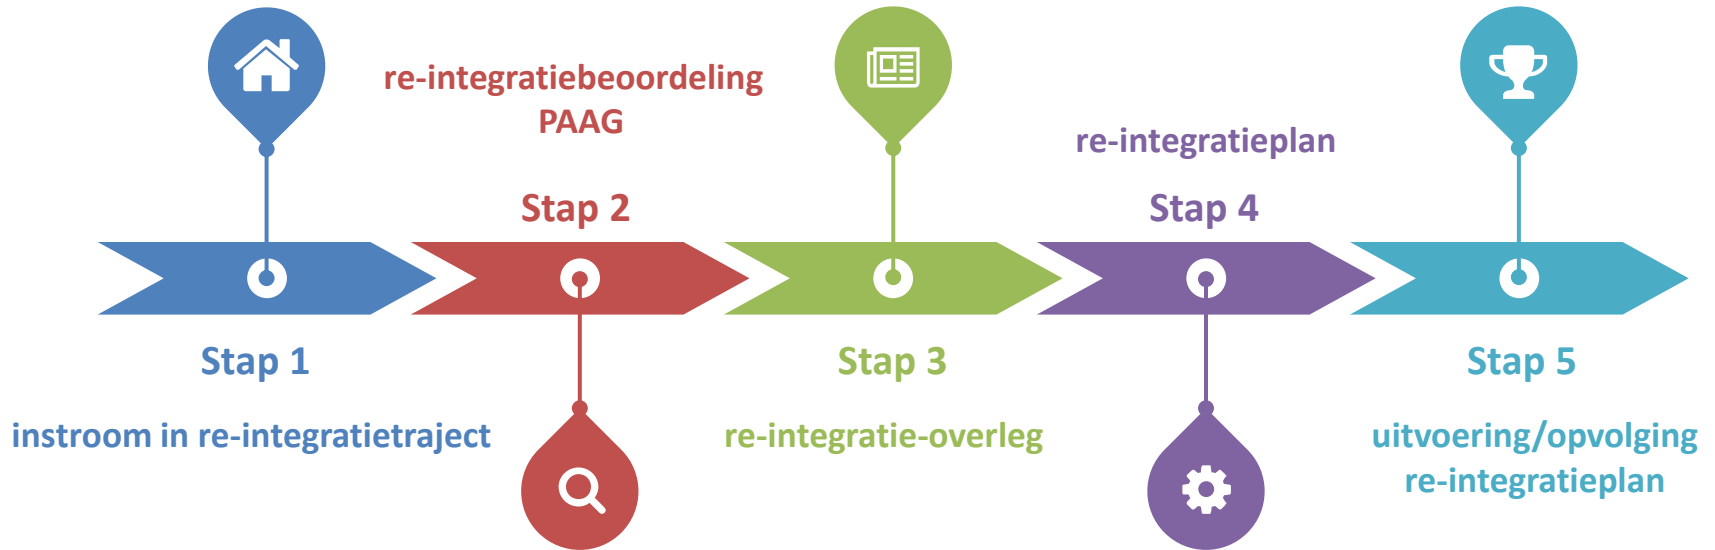 Stap 1
instroom in re-integratietraject
re-integratiebeoordeling
PAAG
Stap 2
Stap 3
re-integratie-overleg
re-integratieplan
Stap 4
Stap 5
uitvoering/opvolging
re-integratieplan